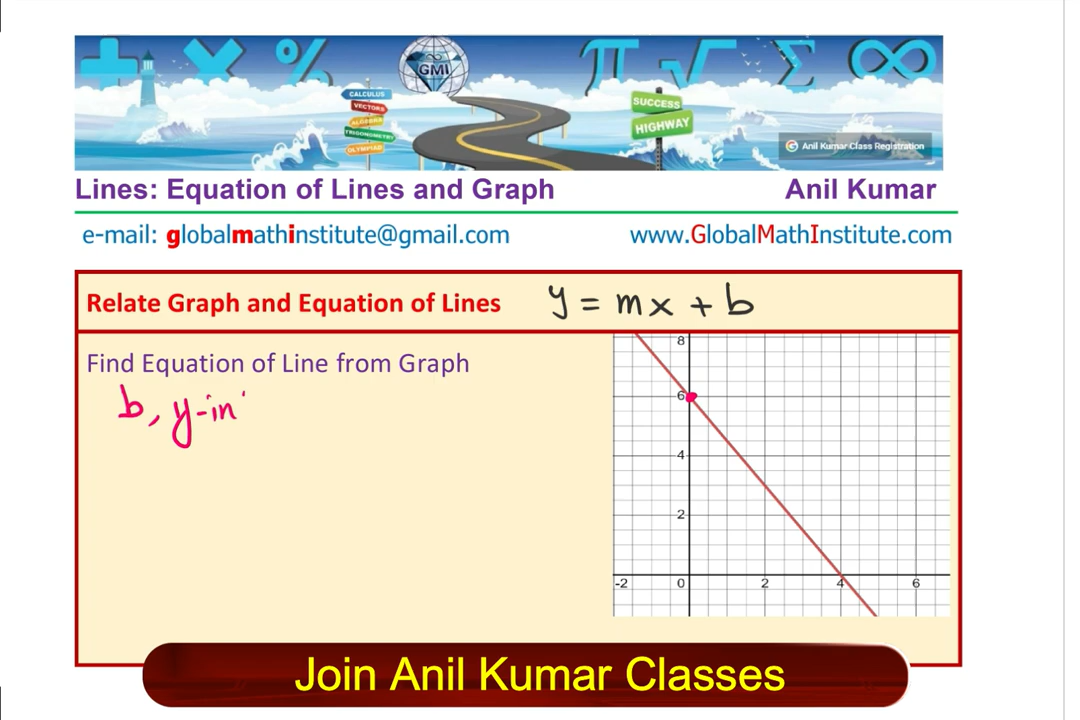 GMI
CALCULUS
VECTORS
ALGEBRA
TRIGONOMETRY
OLYMPIAD
SUCCESS
HIGHWAY
G Anil Kumar Class Registration
Lines: Equation of Lines and Graph Anil Kumar
e-mail: globalmathinstitute@gmail.com www.GlobalMathInstitute.com
Relate Graph and Equation of Lines y = mx + b
Find Equation of Line from Graph
b, y-in
8
6
4
2
-2 0 2 4 6
Join Anil Kumar Classes